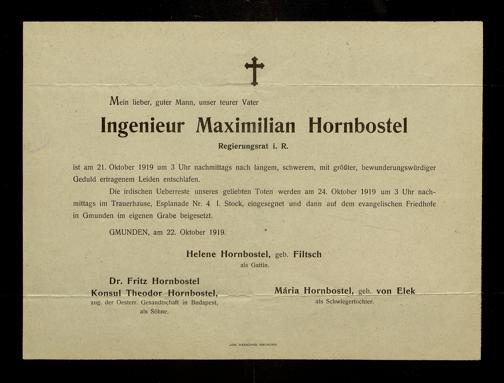 Mein lieber, guter Mann, unser teurer Vater
Ingenieur Maximilian Hornbostel
Regierungsrat i. R.
ist am 21. Oktober 1919 um 3 Uhr nachmittags nach langem, schwerem, mit größter, bewunderungswürdiger
Geduld ertragenem Leiden entschlafen.
Die irdischen Ueberreste unseres geliebten Toten werden am 24. Oktober 1919 um 3 Uhr nach-
mittags im Trauerhause, Esplanade Nr. 4 I. Stock, eingesegnet und dann auf dem evangelischen Friedhofe
in Gmunden im eigenen Grabe beigesetzt.
GMUNDEN, am 22. Oktober 1919.
Helene Hornbostel, geb. Filtsch
als Gattin.
Dr. Fritz Hornbostel
Konsul Theodor Hornbostel,
zug. der Oesterr. Gesandtschaft in Budapest,
als Söhne.
Mária Hornbostel, geb. von Elek
als Schwiegertochter.